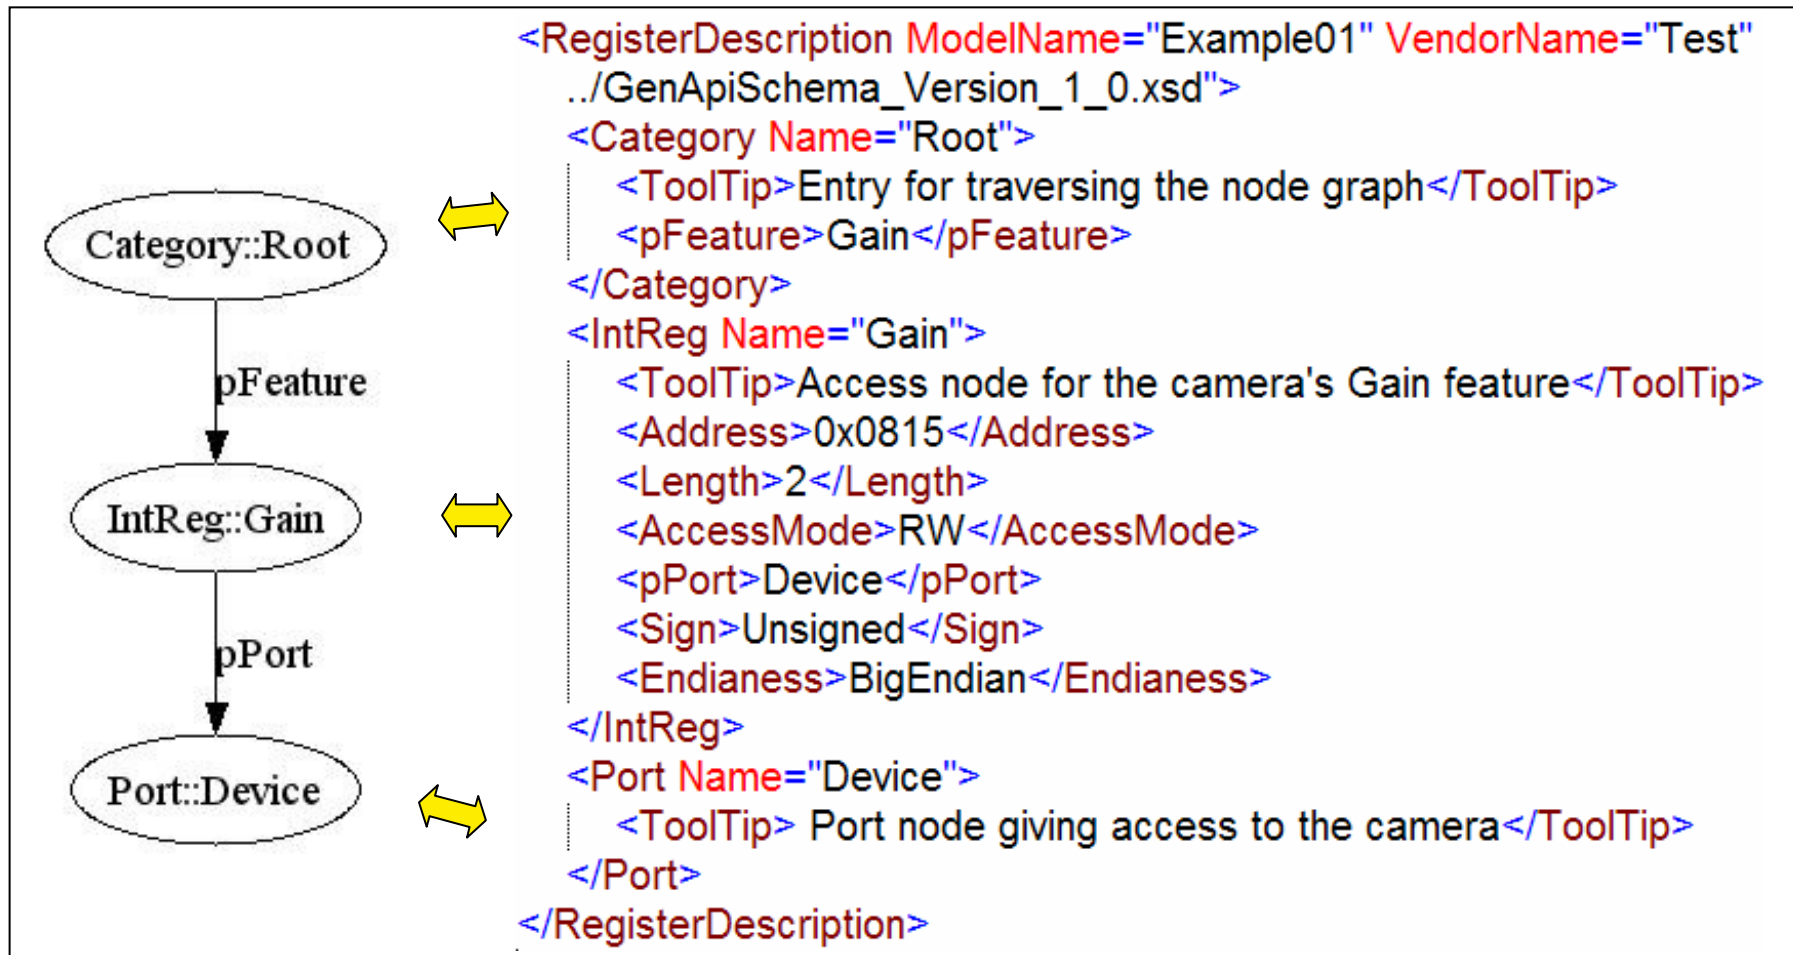 Category::Root
pFeature
IntReg::Gain
pPort
Port::Device
<RegisterDescription ModelName="Example01" VendorName="Test"
../GenApiSchema_Version_1_0.xsd">
<Category Name="Root">
<ToolTip>Entry for traversing the node graph</ToolTip>
<pFeature>Gain</pFeature>
</Category>
<IntReg Name="Gain">
<ToolTip>Access node for the camera's Gain feature</ToolTip>
<Address>0x0815</Address>
<Length>2</Length>
<AccessMode>RW</AccessMode>
<pPort>Device</pPort>
<Sign>Unsigned</Sign>
<Endianess>BigEndian</Endianess>
</IntReg>
<Port Name="Device">
<ToolTip> Port node giving access to the camera</ToolTip>
</Port>
</RegisterDescription>